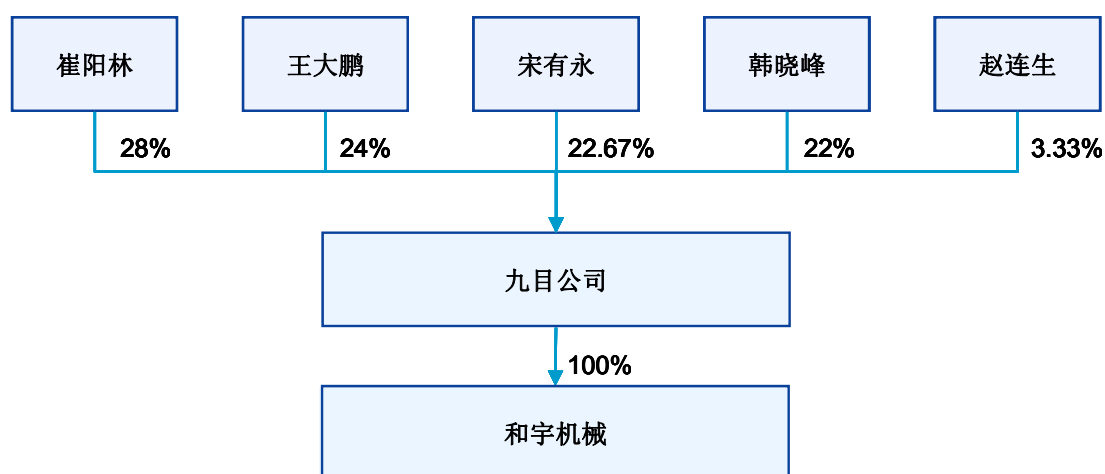 崔阳林 王大鹏 宋有永 韩晓峰 赵连生
28% 24% 22.67% 22% 3.33%
九目公司
100%
和宇机械